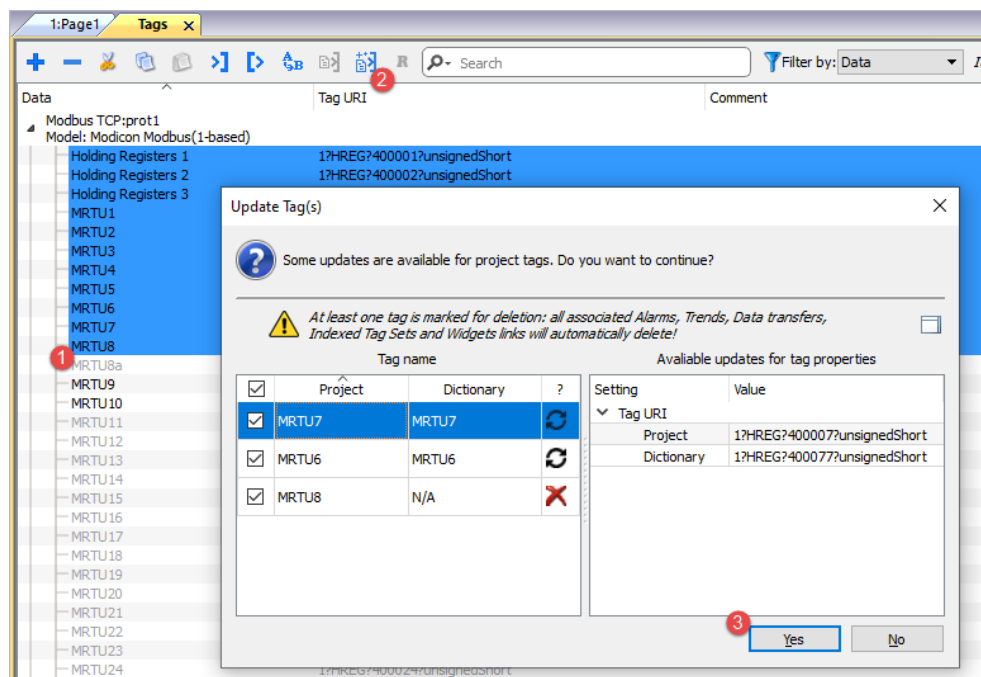 1:Page1 Tags
Search
Filter by: Data
2
R
Data Tag URI Comment
Modbus TCP:prot1
Model: Modicon Modbus(1-based)
Holding Registers 1 1?HREG?400001?unsignedShort
Holding Registers 2 1?HREG?400002?unsignedShort
Holding Registers 3
MRTU1
MRTU2
MRTU3
MRTU4
MRTU5
MRTU6
MRTU7
MRTU8
1
MRTU8a
MRTU9
MRTU10
MRTU11
MRTU12
MRTU13
MRTU14
MRTU15
MRTU16
MRTU17
MRTU18
MRTU19
MRTU20
MRTU21
MRTU22
MRTU23
MRTU24 1?HREG?400024?unsignedShort
Update Tag(s)
Some updates are available for project tags. Do you want to continue?
At least one tag is marked for deletion: all associated Alarms, Trends, Data transfers,
Indexed Tag Sets and Widgets links will automatically delete!
Tag name
Project Dictionary ?
MRTU7 MRTU7
MRTU6 MRTU6
MRTU8 N/A
Avaliable updates for tag properties
Setting Value
Tag URI
Project 1?HREG?400007?unsignedShort
Dictionary 1?HREG?400077?unsignedShort
3
Yes No